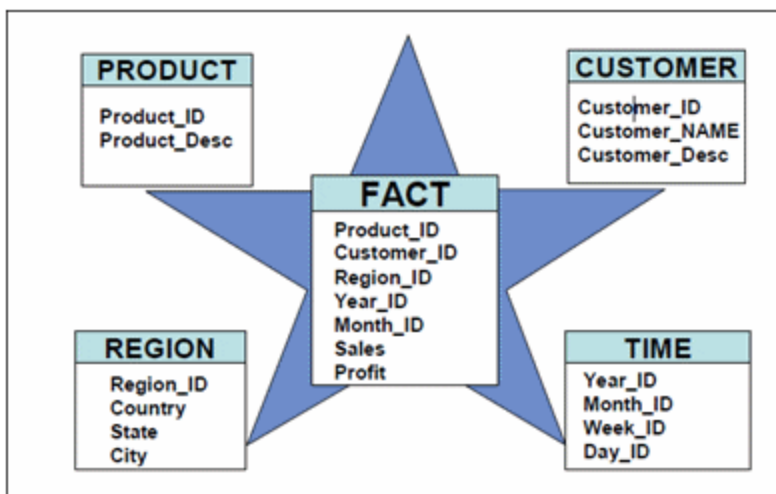 PRODUCT
Product_ID
Product_Desc
CUSTOMER
Customer_ID
Customer_NAME
Customer_Desc
FACT
Product_ID
Customer_ID
Region_ID
Year_ID
Month_ID
Sales
Profit
REGION
Region_ID
Country
State
City
TIME
Year_ID
Month_ID
Week_ID
Day_ID